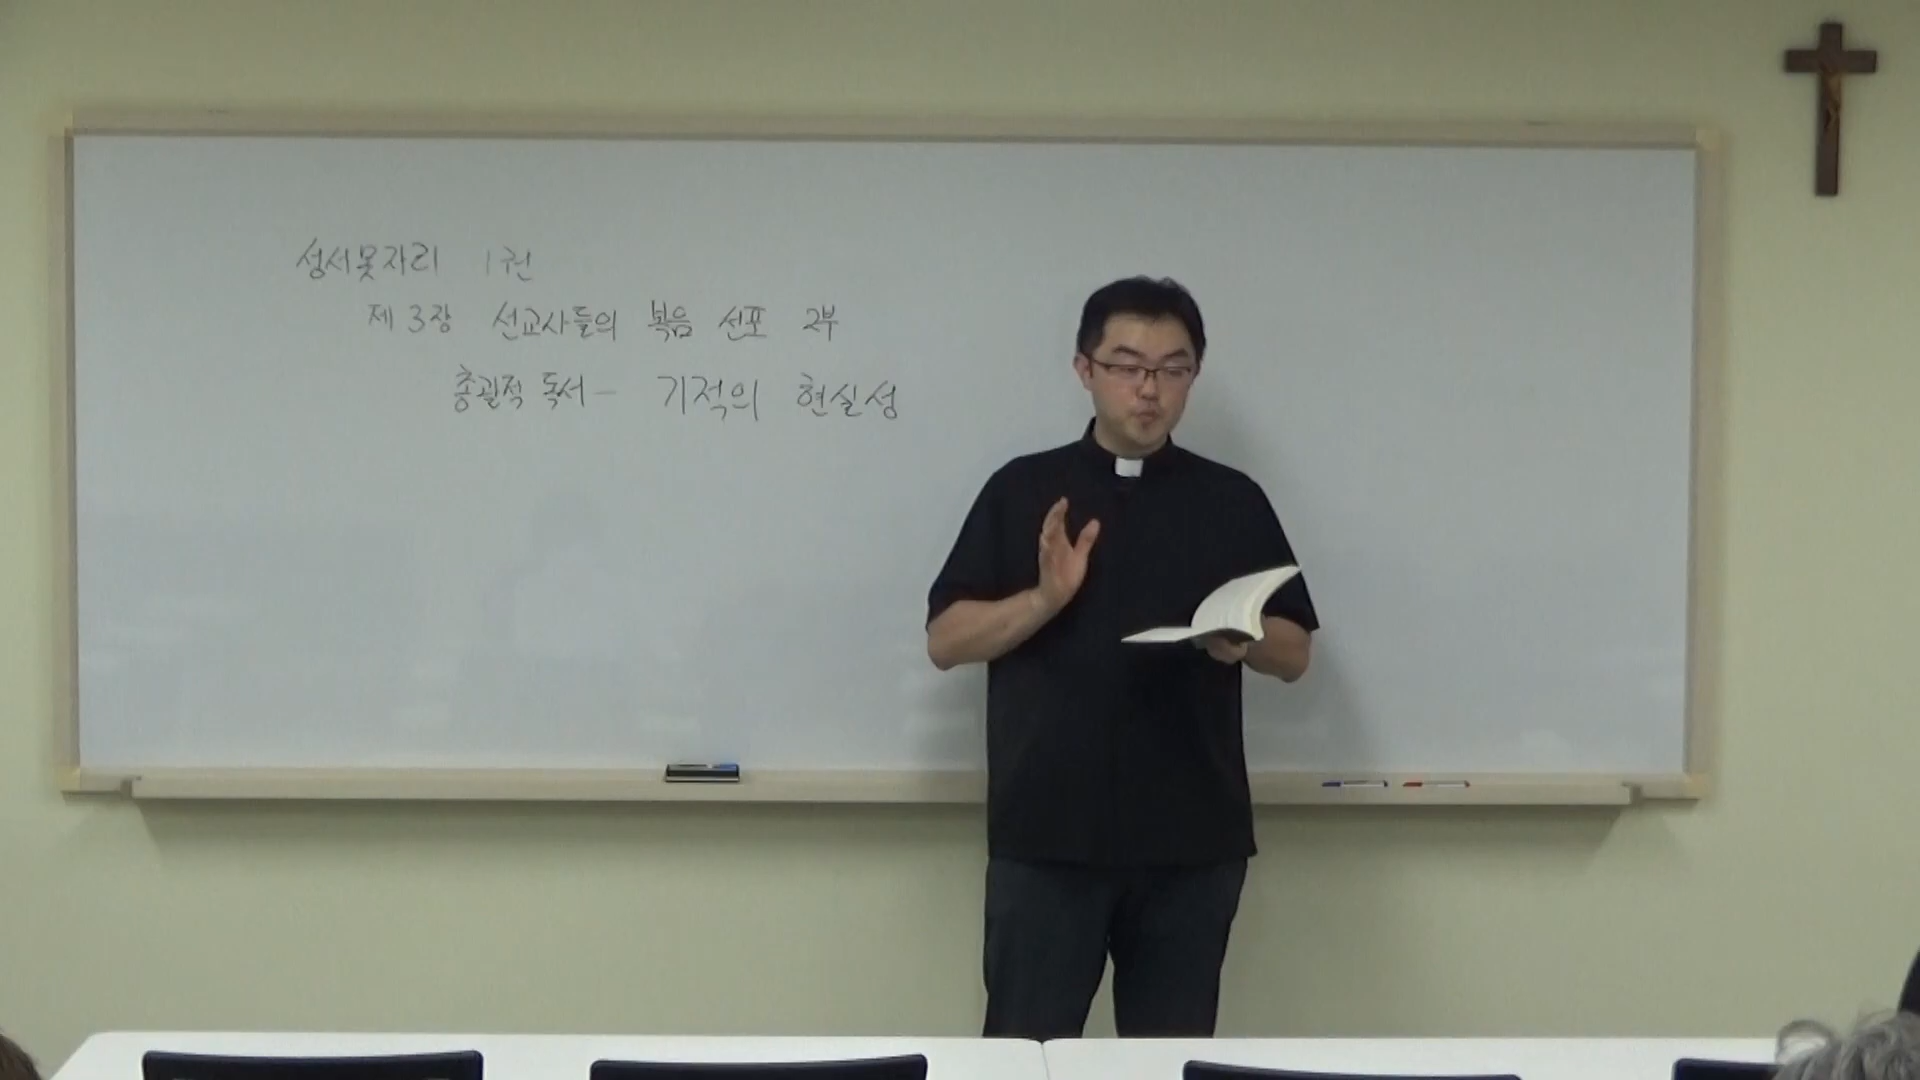 성서못자리 1권
제 3장 선교사들의 복음 선포 2부
총괄적 독서 - 기적의 현실성